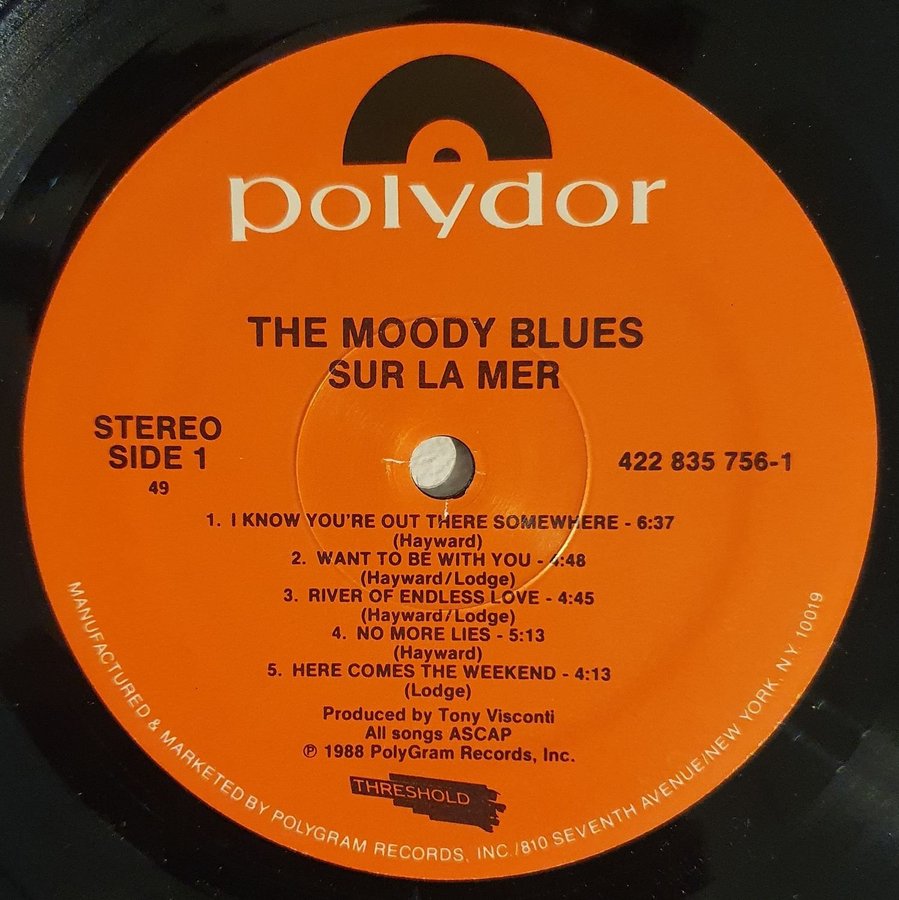 polydor
THE MOODY BLUES
SUR LA MER
STEREO
SIDE 1
49
422 835 756-1
1. I KNOW YOU'RE OUT THERE SOMEWHERE - 6:37
(Hayward)
2. WANT TO BE WITH YOU - 4:48
(Hayward/Lodge)
3. RIVER OF ENDLESS LOVE - 4:45
(Hayward/Lodge)
4. NO MORE LIES - 5:13
(Hayward)
5. HERE COMES THE WEEKEND - 4:13
(Lodge)
Produced by Tony Visconti
All songs ASCAP
℗ 1988 PolyGram Records, Inc.
THRESHOLD
MANUFACTURED & MARKETED BY POLYGRAM RECORDS, INC./810 SEVENTH AVENUE/NEW YORK, N.Y. 10019